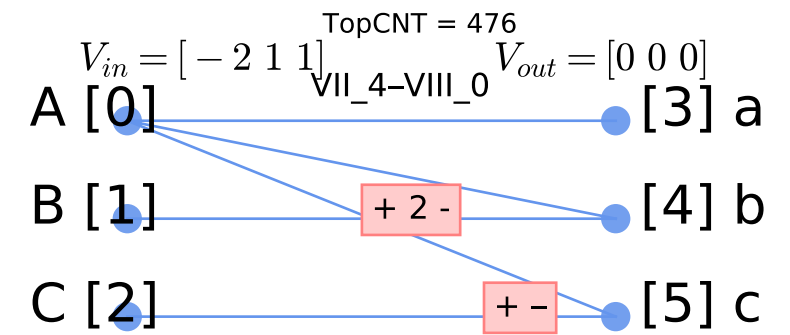 TopCNT = 476
V_in = [ − 2 1 1] V_out = [0 0 0]
VII_4–VIII_0
A [0] [3] a
B [1] + 2 - [4] b
C [2] + – [5] c